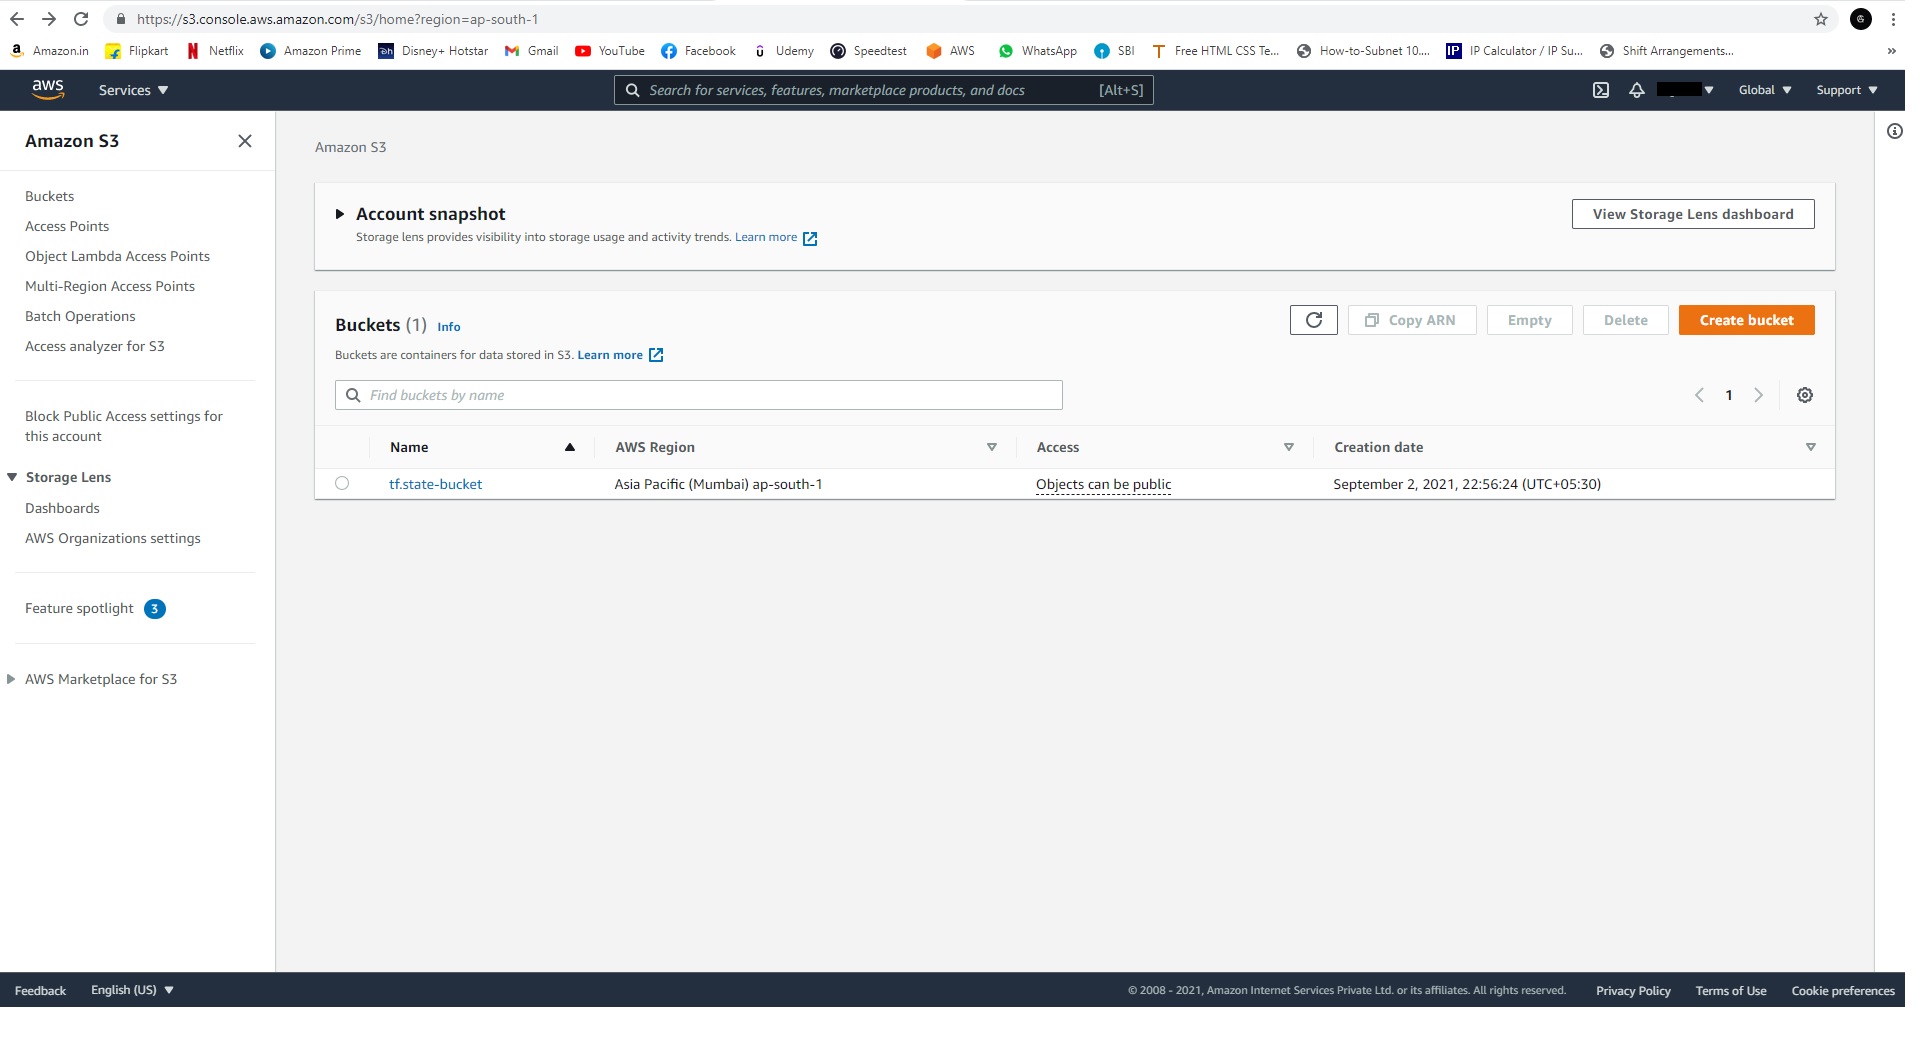 https://s3.console.aws.amazon.com/s3/home?region=ap-south-1
Amazon.in Flipkart Netflix Amazon Prime Disney+ Hotstar Gmail YouTube Facebook Udemy Speedtest AWS WhatsApp SBI Free HTML CSS Te... How-to-Subnet 10.... IP IP Calculator / IP Su... Shift Arrangements... »
aws Services Search for services, features, marketplace products, and docs [Alt+S] Global Support
Amazon S3
Buckets
Access Points
Object Lambda Access Points
Multi-Region Access Points
Batch Operations
Access analyzer for S3
Block Public Access settings for
this account
Storage Lens
Dashboards
AWS Organizations settings
Feature spotlight 3
AWS Marketplace for S3
Amazon S3
Account snapshot
View Storage Lens dashboard
Storage lens provides visibility into storage usage and activity trends. Learn more
Buckets (1) Info
Copy ARN Empty Delete Create bucket
Buckets are containers for data stored in S3. Learn more
Find buckets by name
1
Name AWS Region Access Creation date
tf.state-bucket Asia Pacific (Mumbai) ap-south-1 Objects can be public September 2, 2021, 22:56:24 (UTC+05:30)
Feedback English (US) © 2008 - 2021, Amazon Internet Services Private Ltd. or its affiliates. All rights reserved. Privacy Policy Terms of Use Cookie preferences